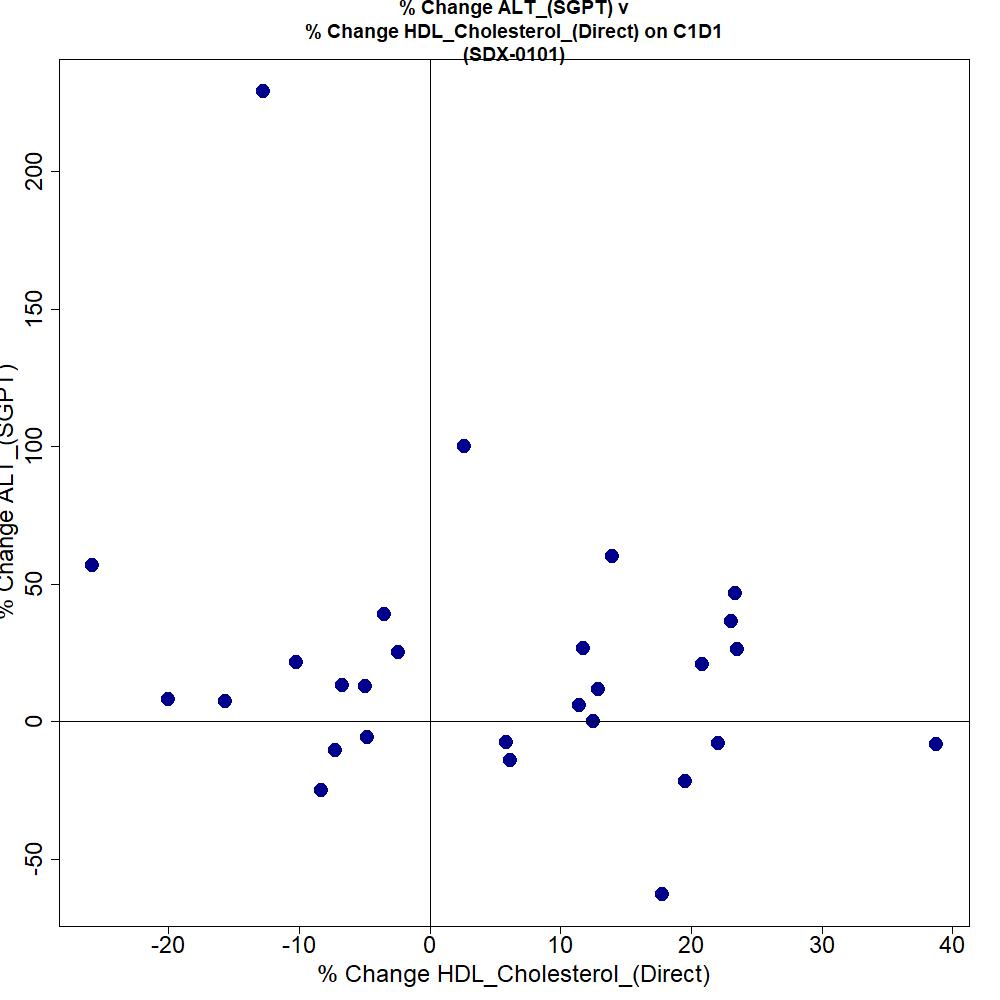 % Change ALT_(SGPT) v
% Change HDL_Cholesterol_(Direct) on C1D1
(SDX-0101)
% Change ALT_(SGPT)
200
150
100
50
0
-50
-20
-10
0
10
20
30
40
% Change HDL_Cholesterol_(Direct)